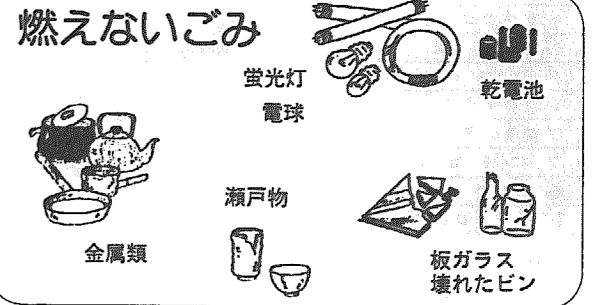 燃えないごみ
蛍光灯
電球
乾電池
金属類
瀬戸物
板ガラス
壊れたビン